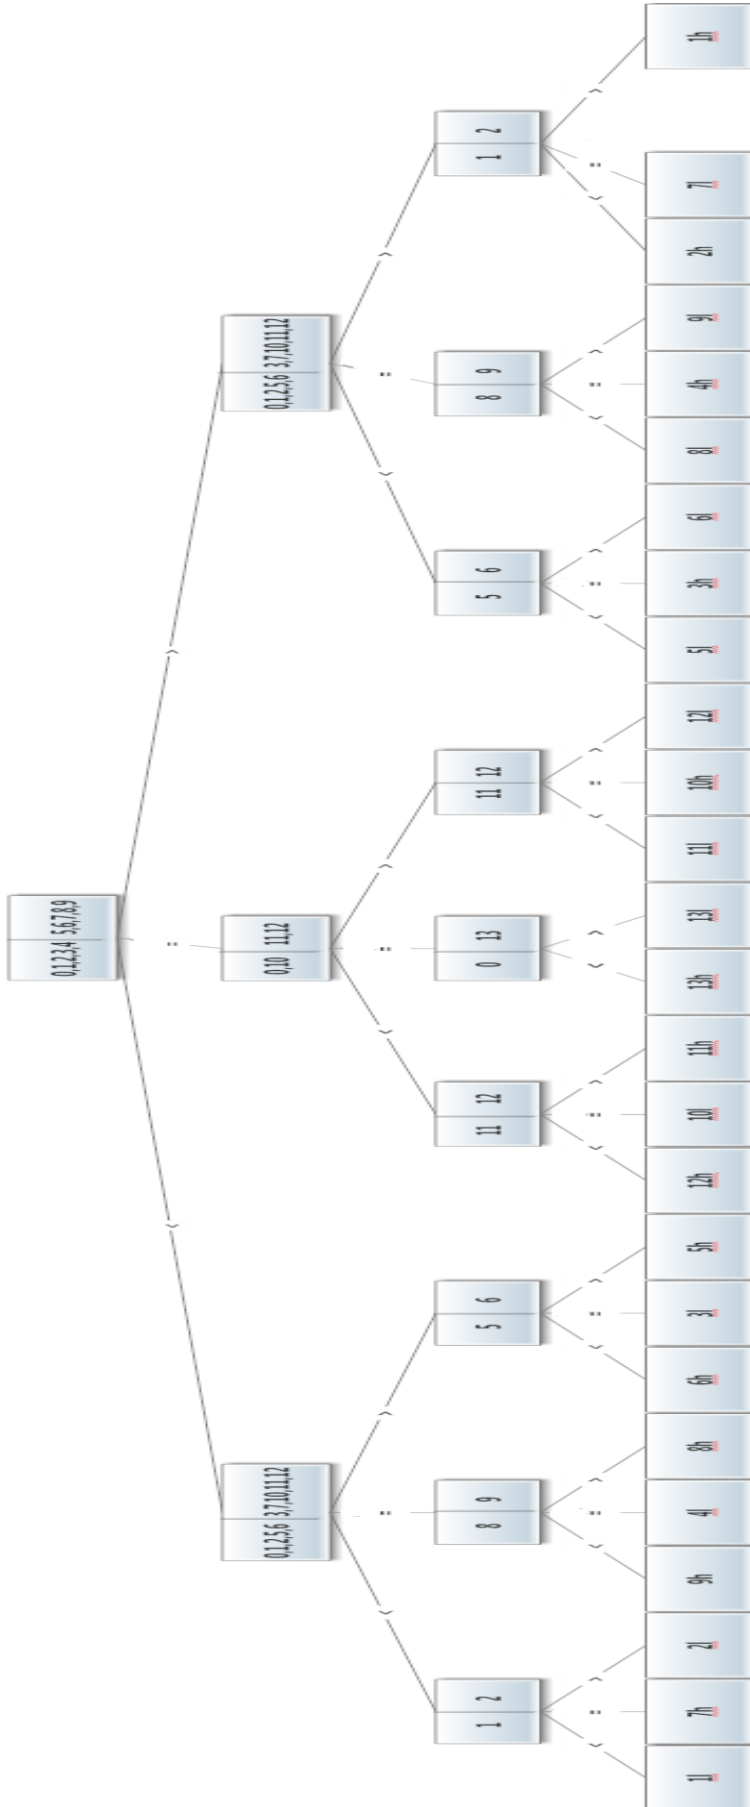 0,1,2,3,4 5,6,7,8,9
< = >
0,1,2,5,6 3,7,10,11,12 0,10 11,12 0,1,2,5,6 3,7,10,11,12
< = > < = > < = >
1 2 8 9 5 6 11 12 0 13 11 12 5 6 8 9 1 2
< = > < = > < = > < = > < > < = > < = > < = > < = >
1l 7h 2l 9h 4l 8h 6h 3l 5h 12h 10l 11h 13h 13l 11l 10h 12l 5l 3h 6l 8l 4h 9l 2h 7l 1h